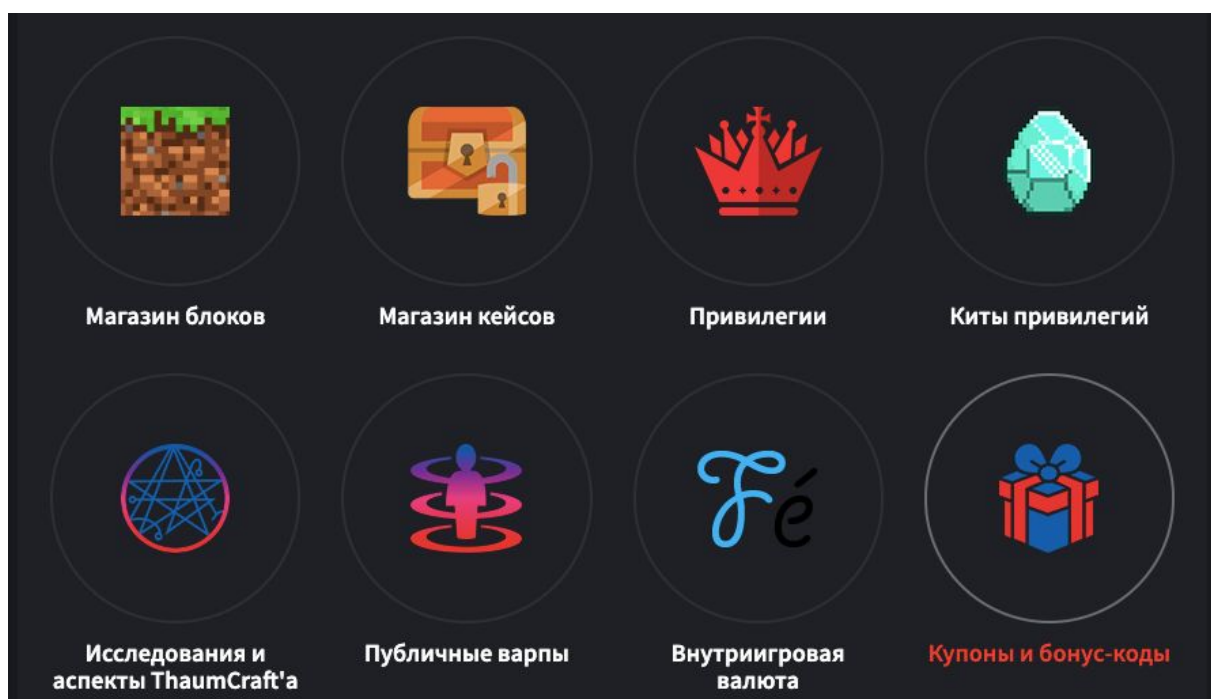 Магазин блоков
Магазин кейсов
Привилегии
Киты привилегий
Fé
Исследования и
аспекты ThaumCraft'а
Публичные варпы
Внутриигровая
валюта
Купоны и бонус-коды